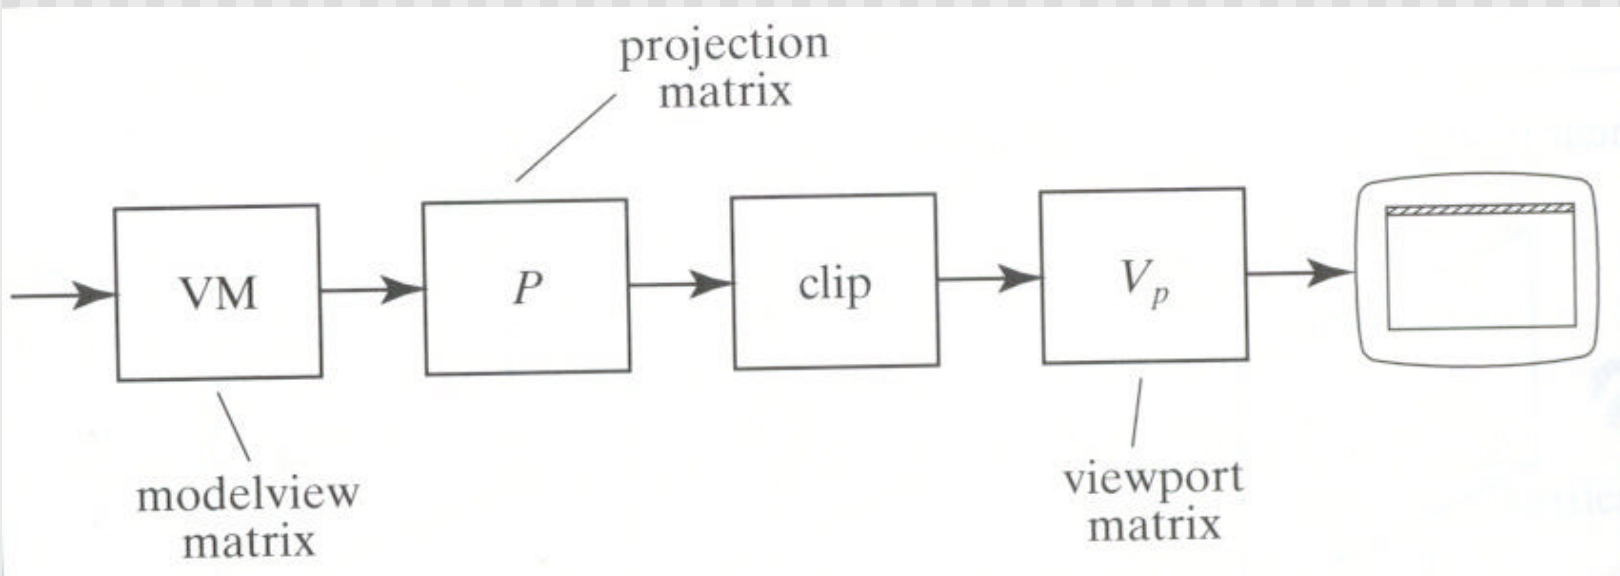 projection
matrix
VM
P
clip
Vp
modelview
matrix
viewport
matrix